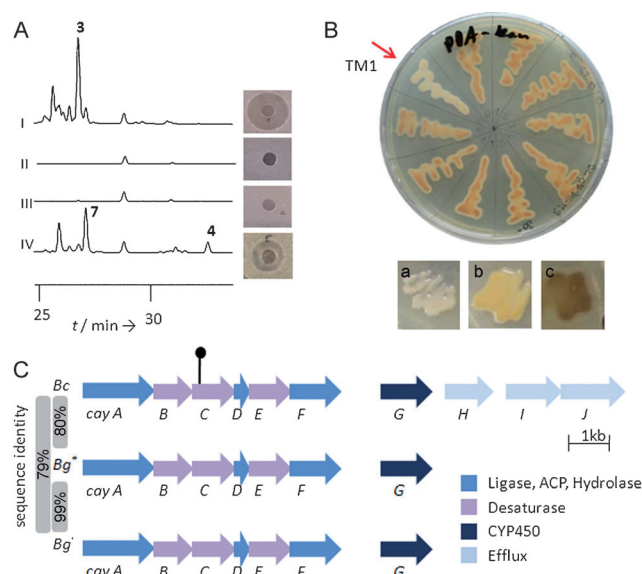 A
3
I
II
III
7
4
IV
25
30
t / min →
B
TM1
PDA-kan
a
b
c
C
sequence identity
79%
80%
99%
Bc
cay A B C D E F G H I J
1kb
Bg*
cay A B C D E F G
Bg'
cay A B C D E F G
Ligase, ACP, Hydrolase
Desaturase
CYP450
Efflux